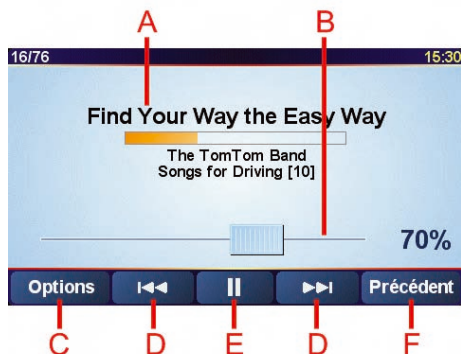 A B
16/76 15:30
Find Your Way the Easy Way
The TomTom Band
Songs for Driving [10]
70%
Options Précédent
C D E D F